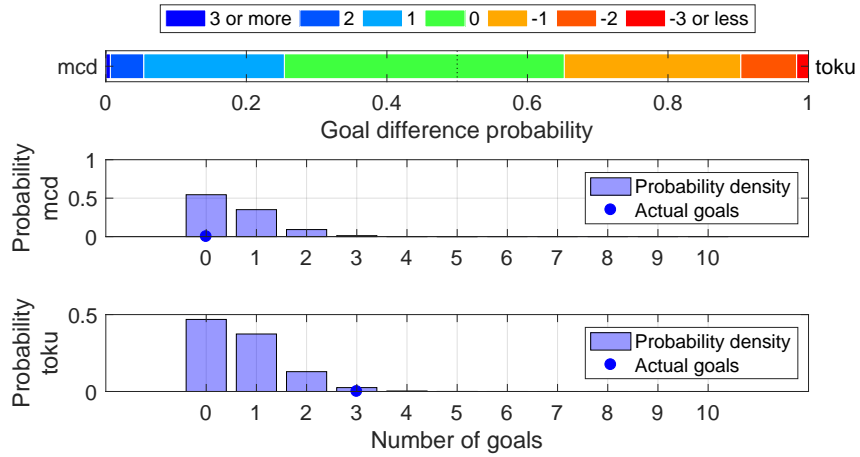 3 or more 2 1 0 -1 -2 -3 or less
mcd toku
0 0.2 0.4 0.6 0.8 1
Goal difference probability
Probability
mcd
1
0.5
0
Probability density
Actual goals
0 1 2 3 4 5 6 7 8 9 10
Probability
toku
0.5
0
Probability density
Actual goals
0 1 2 3 4 5 6 7 8 9 10
Number of goals